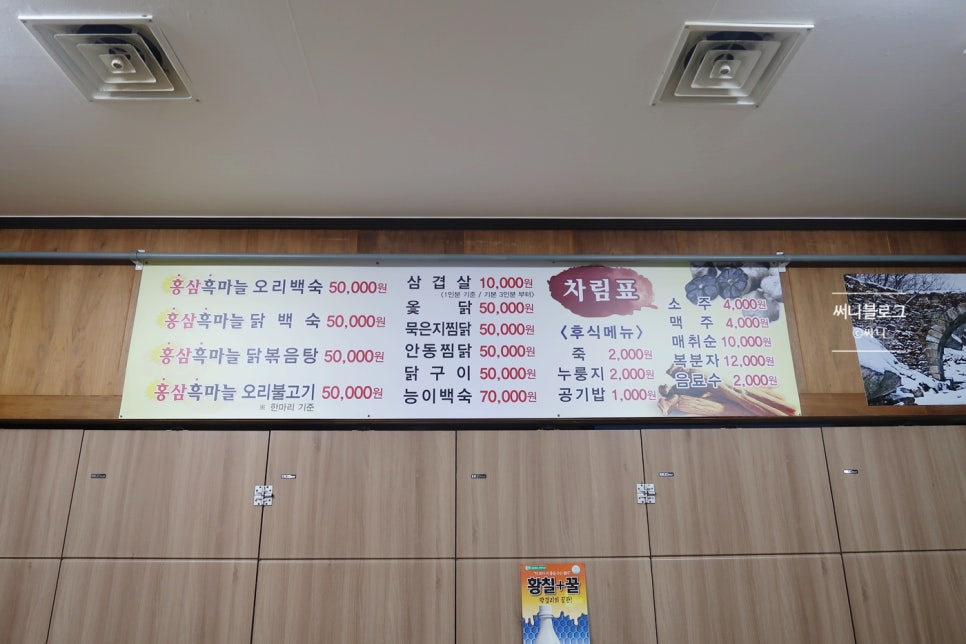 차림표
홍삼흑마늘 오리백숙 50,000원
홍삼흑마늘 닭 백 숙 50,000원
홍삼흑마늘 닭볶음탕 50,000원
홍삼흑마늘 오리불고기 50,000원
※ 한마리 기준
삼 겹 살 10,000원
(1인분 기준 / 기본 3인분 부터)
옻 닭 50,000원
묵은지찜닭 50,000원
안동찜닭 50,000원
닭 구 이 50,000원
능이백숙 70,000원
<후식메뉴>
죽 2,000원
누룽지 2,000원
공기밥 1,000원
소 주 4,000원
맥 주 4,000원
매취순 10,000원
복분자 12,000원
음료수 2,000원
써니블로그
©써니
황칠+꿀
막걸리의 끝판!